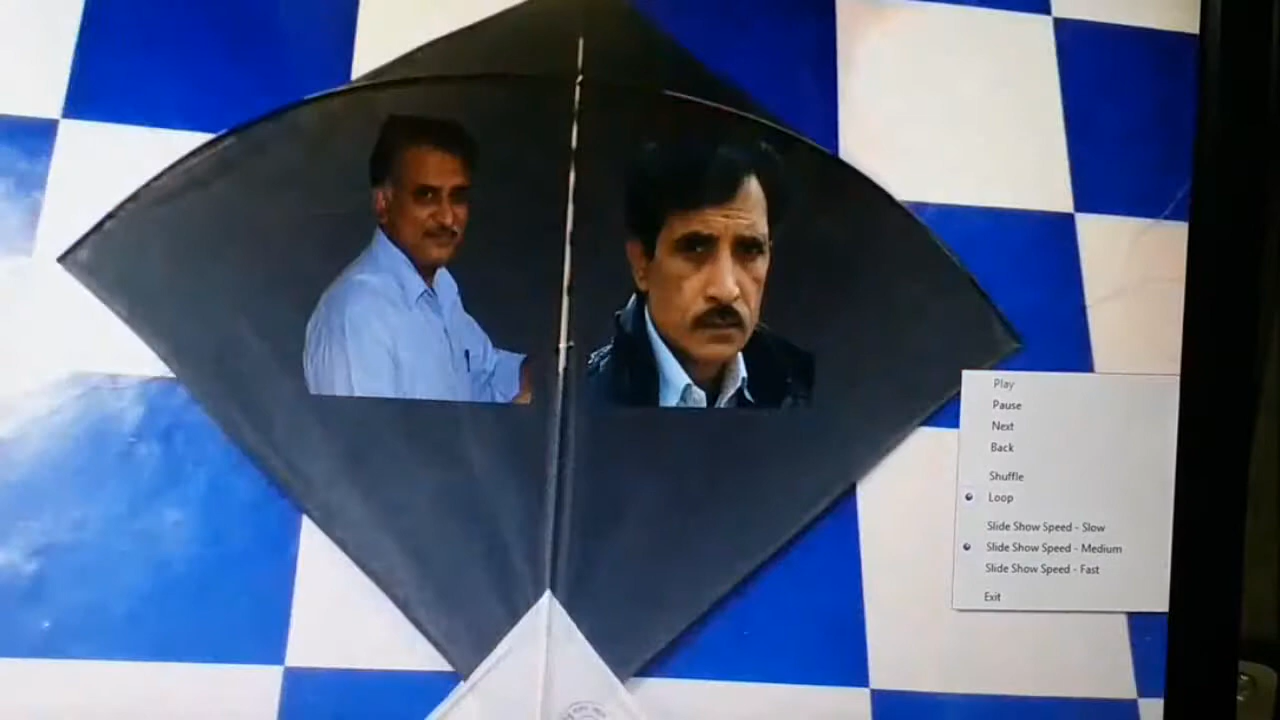 Play
Pause
Next
Back
Shuffle
Loop
Slide Show Speed - Slow
Slide Show Speed - Medium
Slide Show Speed - Fast
Exit